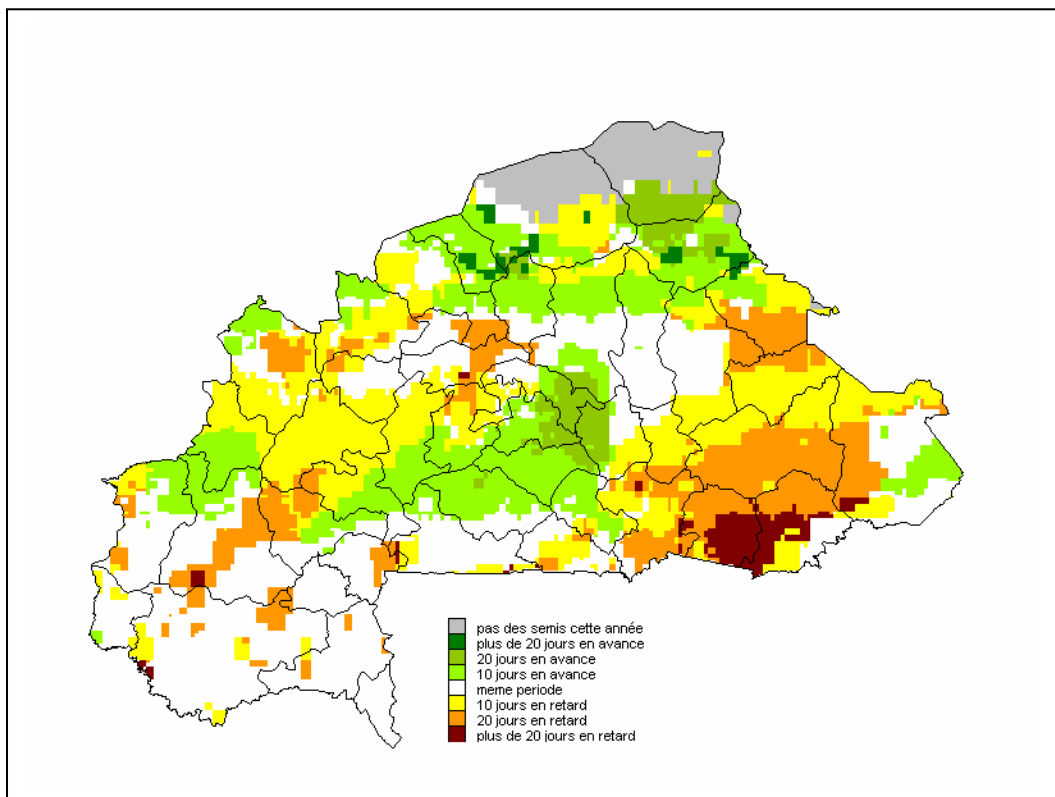 pas des semis cette année
plus de 20 jours en avance
20 jours en avance
10 jours en avance
meme periode
10 jours en retard
20 jours en retard
plus de 20 jours en retard